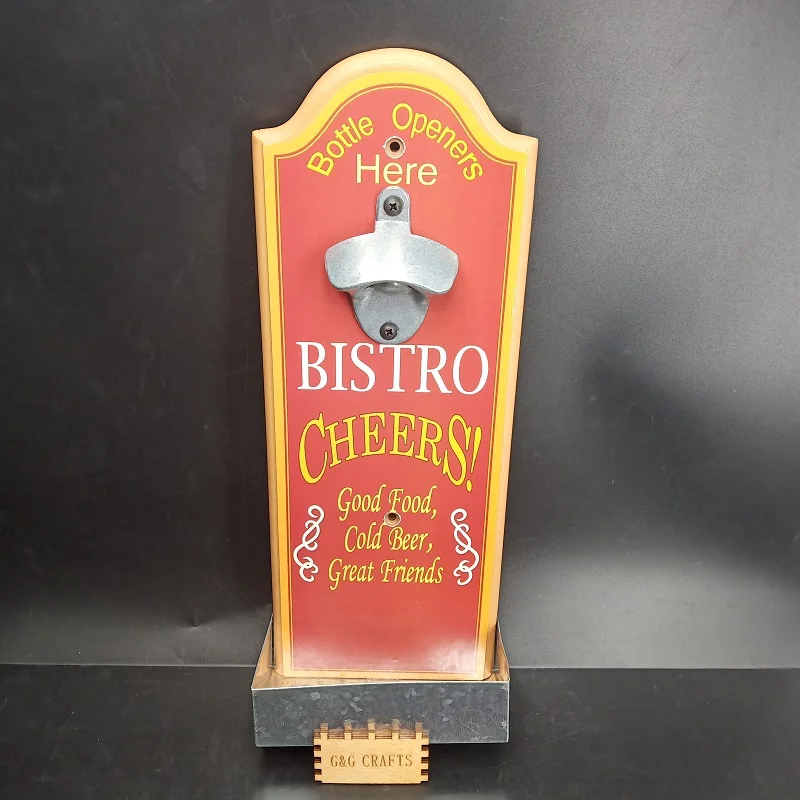 Bottle Openers
Here
BISTRO
CHEERS!
Good Food,
Cold Beer,
Great Friends
G&G CRAFTS